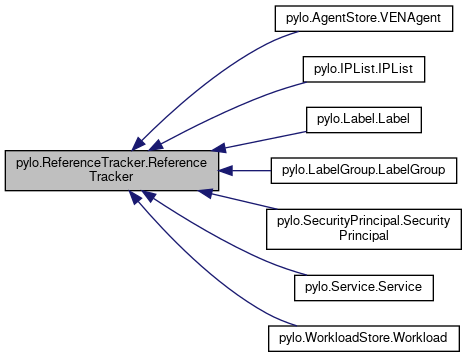 pylo.AgentStore.VENAgent
pylo.IPList.IPList
pylo.Label.Label
pylo.ReferenceTracker.Reference
Tracker
pylo.LabelGroup.LabelGroup
pylo.SecurityPrincipal.Security
Principal
pylo.Service.Service
pylo.WorkloadStore.Workload